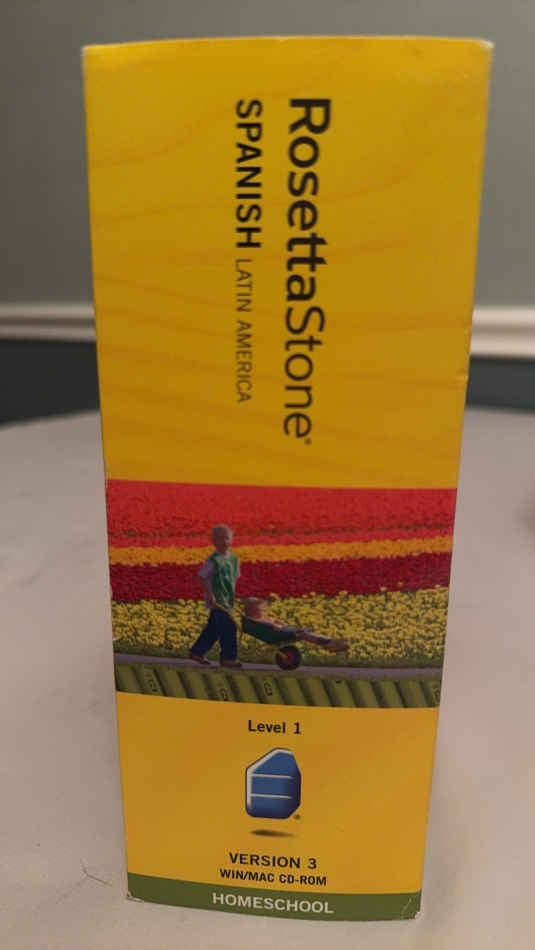 RosettaStone®
SPANISH LATIN AMERICA
Level 1
®
VERSION 3
WIN/MAC CD-ROM
HOMESCHOOL